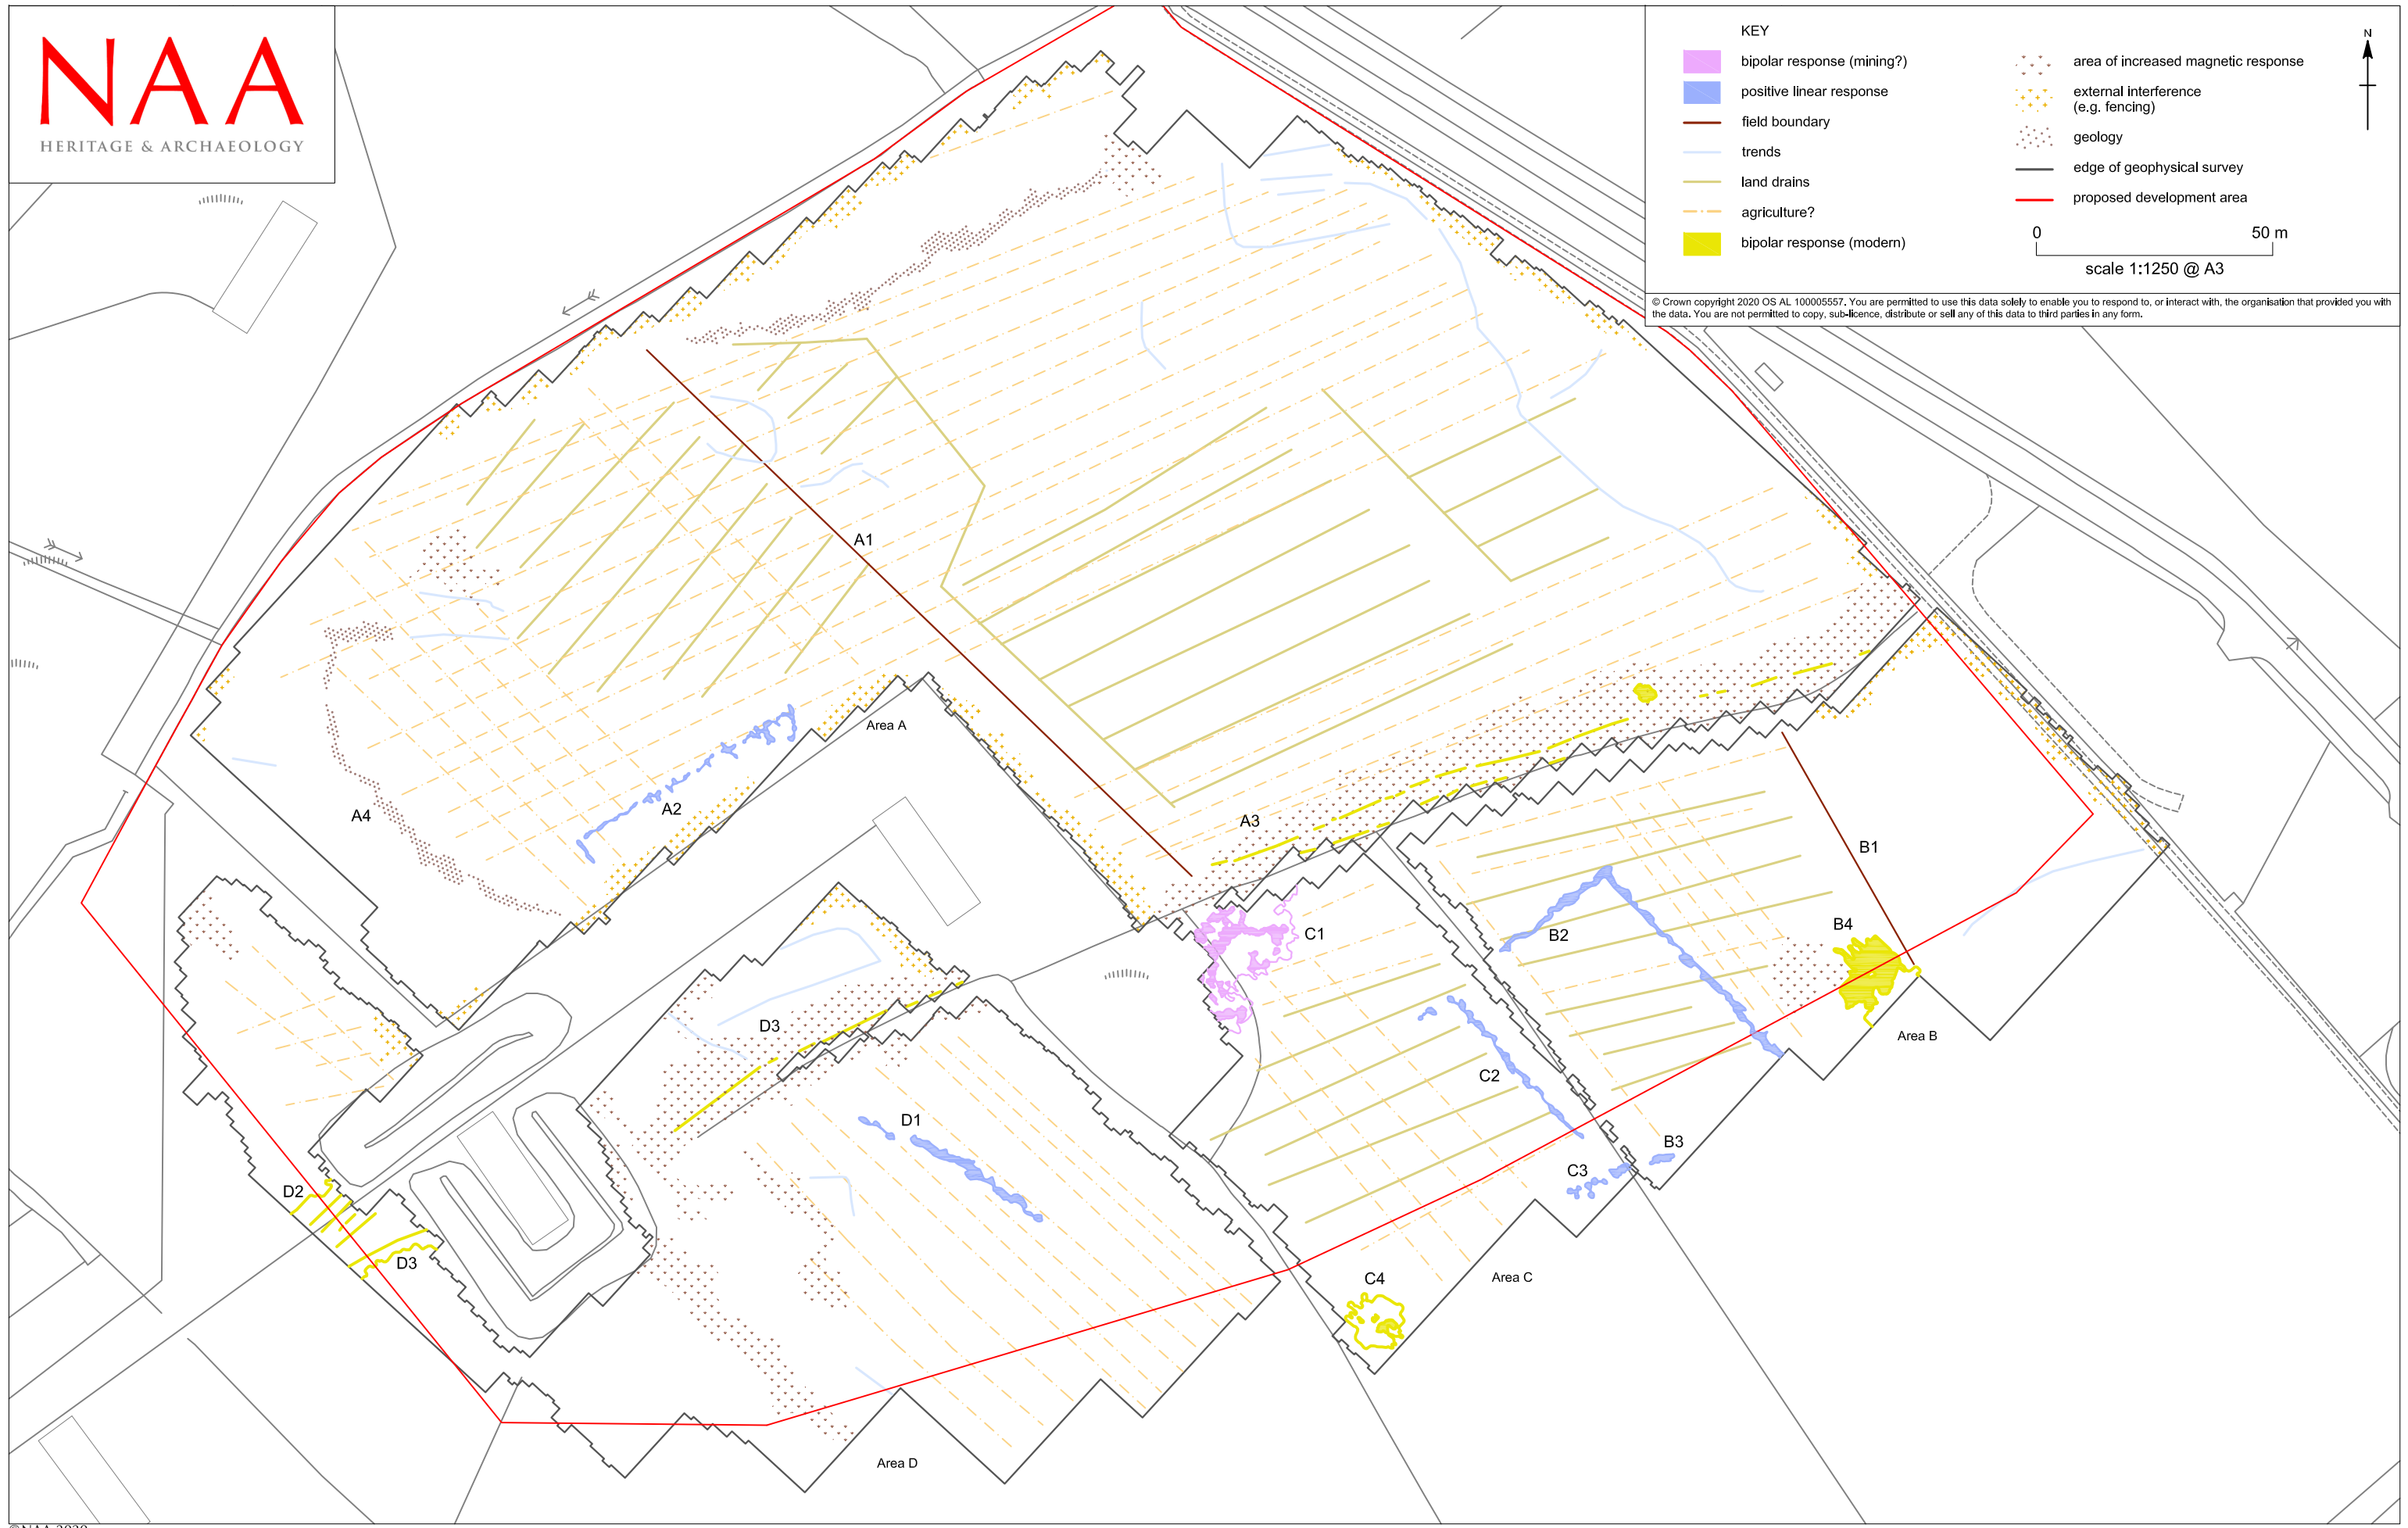 NAA
HERITAGE & ARCHAEOLOGY
KEY
bipolar response (mining?)
positive linear response
field boundary
trends
land drains
agriculture?
bipolar response (modern)
area of increased magnetic response
external interference
(e.g. fencing)
geology
edge of geophysical survey
proposed development area
N
0 50 m
scale 1:1250 @ A3
© Crown copyright 2020 OS AL 100005557. You are permitted to use this data solely to enable you to respond to, or interact with, the organisation that provided you with
the data. You are not permitted to copy, sub-licence, distribute or sell any of this data to third parties in any form.
A1
Area A
A2
A4
A3
B1
B4
B2
C1
Area B
D3
C2
D1
B3
C3
D2
D3
C4
Area C
Area D
©NAA 2020